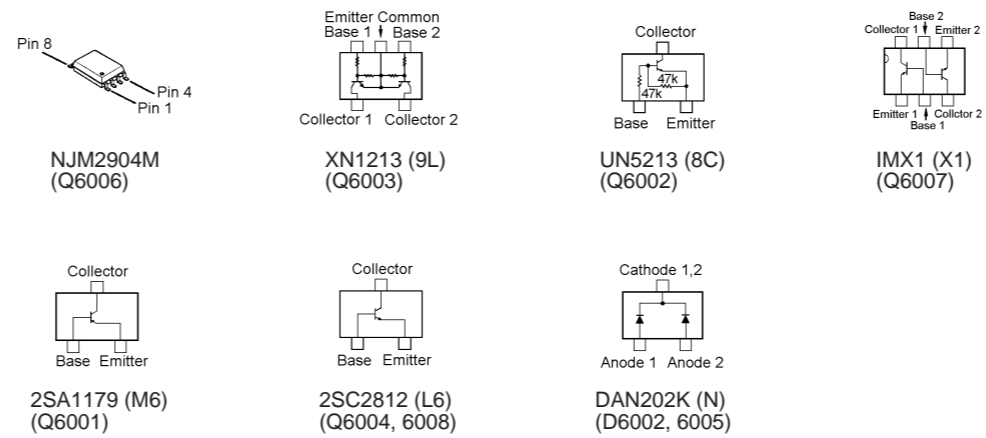 Pin 8
Pin 4
Pin 1
NJM2904M
(Q6006)
Emitter Common
Base 1
Base 2
Collector 1
Collector 2
XN1213 (9L)
(Q6003)
Collector
47k
47k
Base
Emitter
UN5213 (8C)
(Q6002)
Base 2
Collector 1
Emitter 2
Emitter 1
Collctor 2
Base 1
IMX1 (X1)
(Q6007)
Collector
Base
Emitter
2SA1179 (M6)
(Q6001)
Collector
Base
Emitter
2SC2812 (L6)
(Q6004, 6008)
Cathode 1,2
Anode 1
Anode 2
DAN202K (N)
(D6002, 6005)